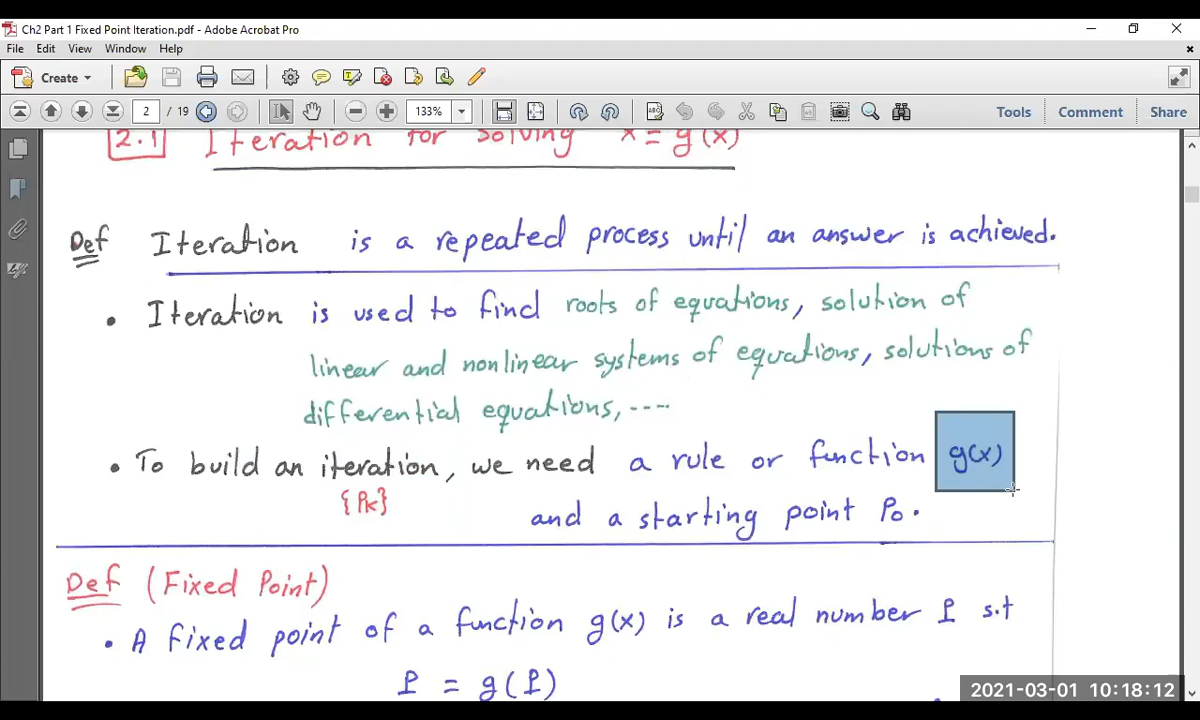 Ch2 Part 1 Fixed Point Iteration.pdf - Adobe Acrobat Pro
File Edit View Window Help
Create
2 / 19 133% Tools Comment Share
2.1 Iteration for solving x = g(x)
Def Iteration is a repeated process until an answer is achieved.
• Iteration is used to find roots of equations, solution of
linear and nonlinear systems of equations, solutions of
differential equations, ....
• To build an iteration, we need a rule or function g(x)
{Pk} and a starting point P0.
Def (Fixed Point)
• A fixed point of a function g(x) is a real number P s.t
P = g(P)
2021-03-01 10:18:12